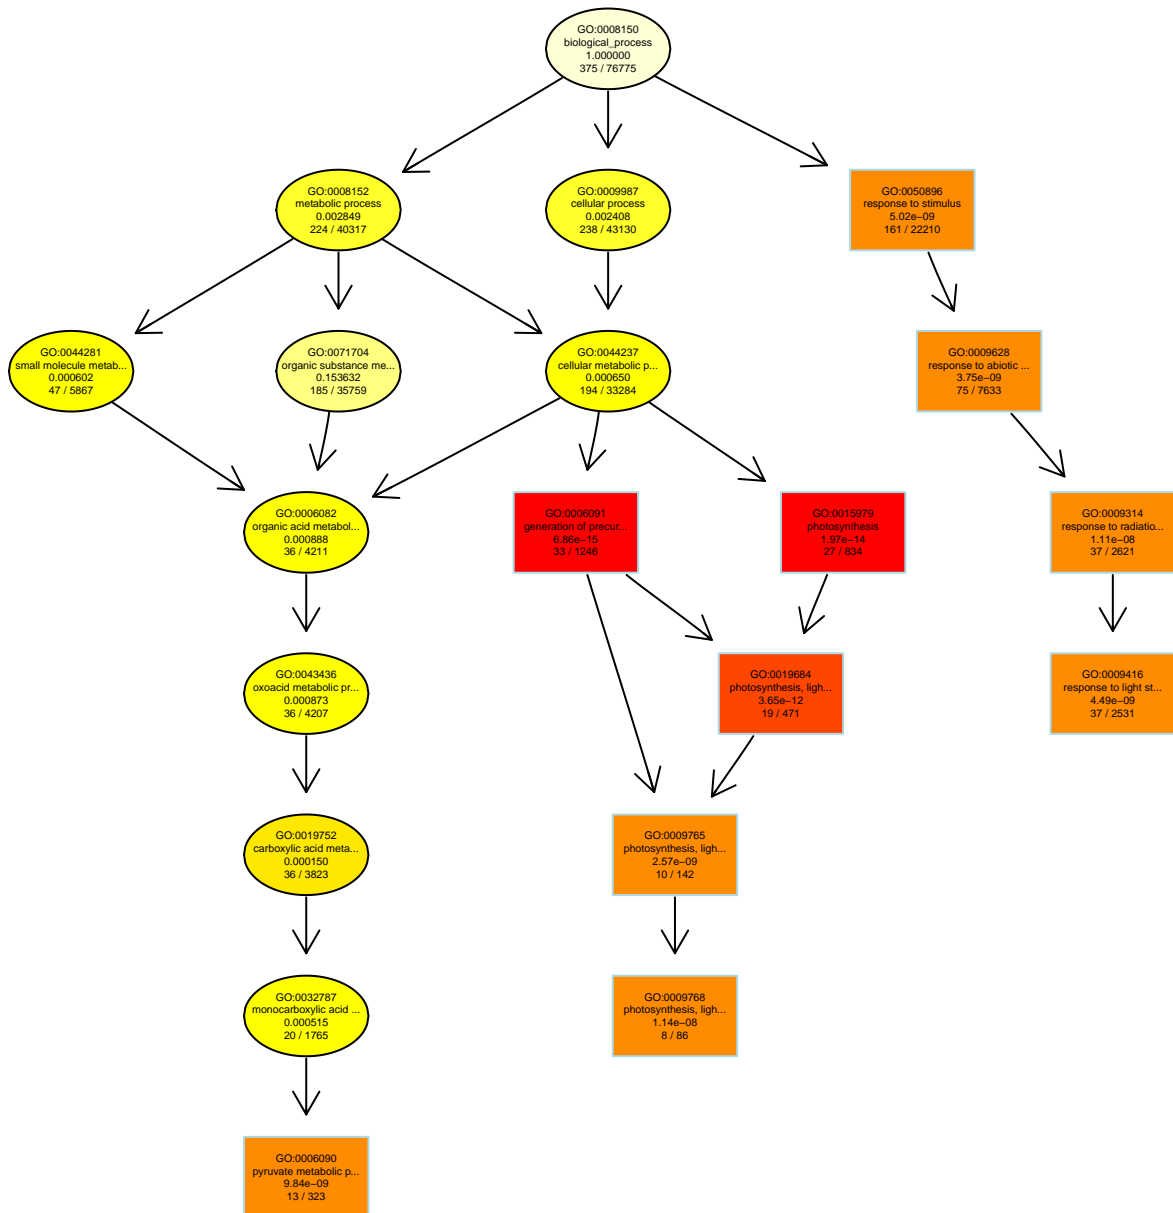 GO:0008150
biological_process
1.000000
375 / 76775
GO:0008152
metabolic process
0.002849
224 / 40317
GO:0009987
cellular process
0.002408
238 / 43130
GO:0050896
response to stimulus
5.02e−09
161 / 22210
GO:0044281
small molecule metab...
0.000602
47 / 5867
GO:0071704
organic substance me...
0.153632
185 / 35759
GO:0044237
cellular metabolic p...
0.000650
194 / 33284
GO:0009628
response to abiotic ...
3.75e−09
75 / 7633
GO:0006082
organic acid metabol...
0.000888
36 / 4211
GO:0006091
generation of precur...
6.86e−15
33 / 1246
GO:0015979
photosynthesis
1.97e−14
27 / 834
GO:0009314
response to radiatio...
1.11e−08
37 / 2621
GO:0043436
oxoacid metabolic pr...
0.000873
36 / 4207
GO:0019684
photosynthesis, ligh...
3.65e−12
19 / 471
GO:0009416
response to light st...
4.49e−09
37 / 2531
GO:0019752
carboxylic acid meta...
0.000150
36 / 3823
GO:0009765
photosynthesis, ligh...
2.57e−09
10 / 142
GO:0032787
monocarboxylic acid ...
0.000515
20 / 1765
GO:0009768
photosynthesis, ligh...
1.14e−08
8 / 86
GO:0006090
pyruvate metabolic p...
9.84e−09
13 / 323